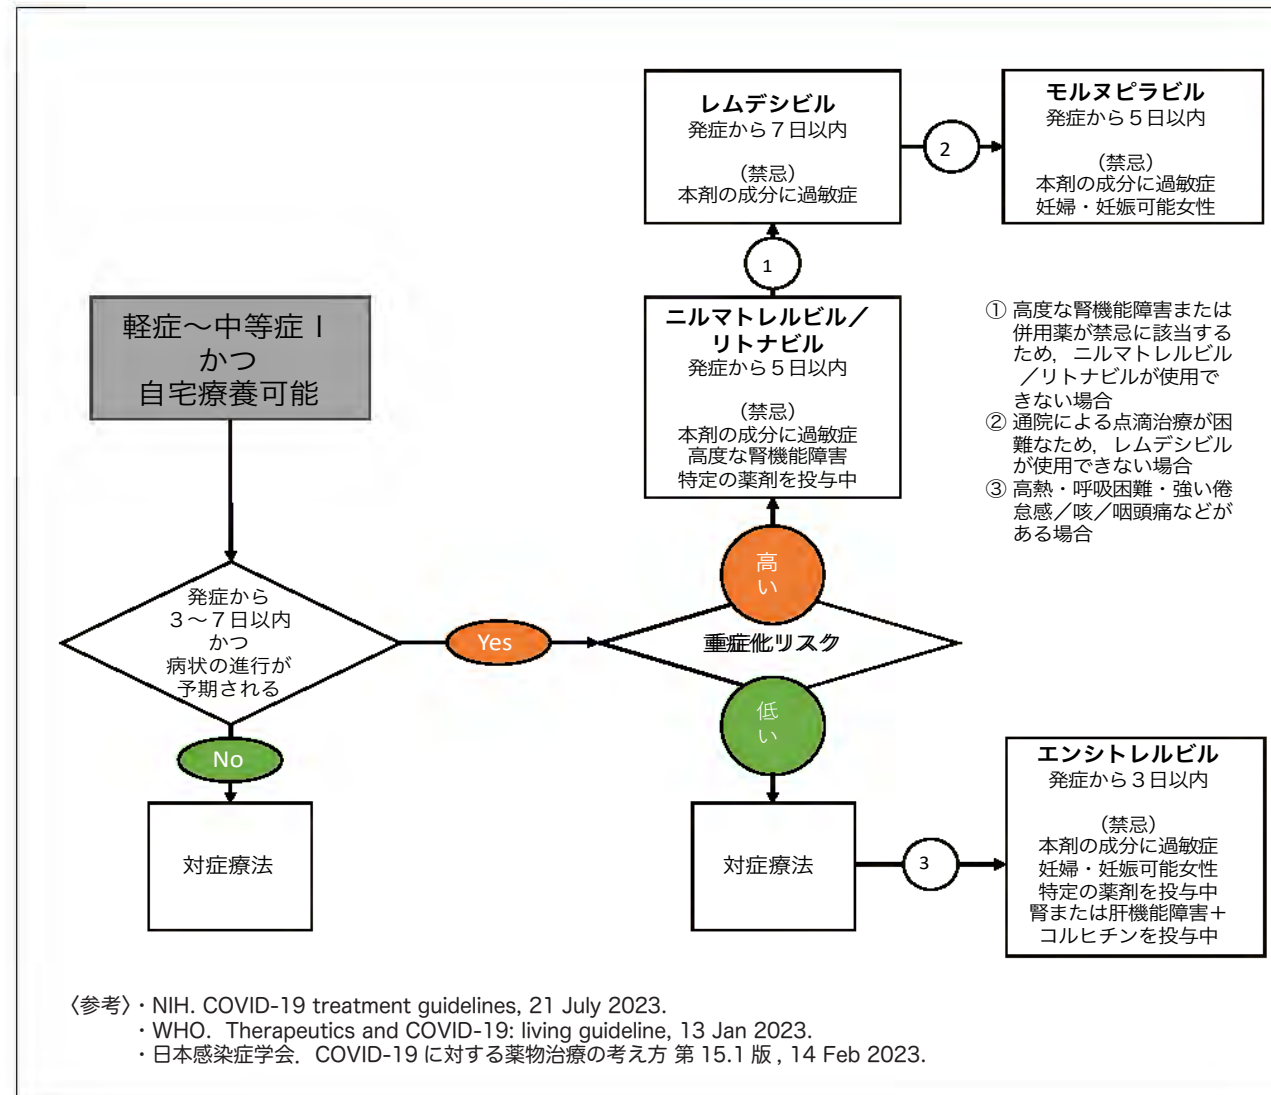 レムデシビル
発症から７日以内
（禁忌）
本剤の成分に過敏症
2
モルヌピラビル
発症から５日以内
（禁忌）
本剤の成分に過敏症
妊婦・妊娠可能女性
1
軽症～中等症Ⅰ
かつ
自宅療養可能
ニルマトレルビル／
リトナビル
発症から５日以内
（禁忌）
本剤の成分に過敏症
高度な腎機能障害
特定の薬剤を投与中
① 高度な腎機能障害または
併用薬が禁忌に該当する
ため，ニルマトレルビル
／リトナビルが使用で
きない場合
② 通院による点滴治療が困
難なため，レムデシビル
が使用できない場合
③ 高熱・呼吸困難・強い倦
怠感／咳／咽頭痛などが
ある場合
発症から
３～７日以内
かつ
病状の進行が
予期される
Yes
高
い
重症化リスク
低
い
No
対症療法
対症療法
3
エンシトレルビル
発症から３日以内
（禁忌）
本剤の成分に過敏症
妊婦・妊娠可能女性
特定の薬剤を投与中
腎または肝機能障害＋
コルヒチンを投与中
〈参考〉・NIH. COVID-19 treatment guidelines, 21 July 2023.
・WHO．Therapeutics and COVID-19: living guideline, 13 Jan 2023.
・日本感染症学会．COVID-19 に対する薬物治療の考え方 第 15.1 版 , 14 Feb 2023.